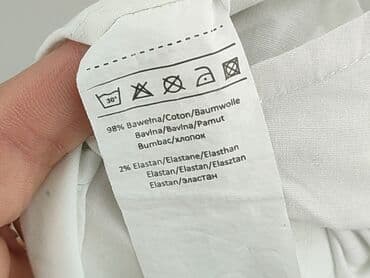 30°
98% Bawełna/Coton/Baumwolle
Bavlna/Bavlna/Pamut
Bumbac/хлопок
2% Elastan/Elastane/Elasthan
Elastan/Elastan/Elasztan
Elastan/эластан